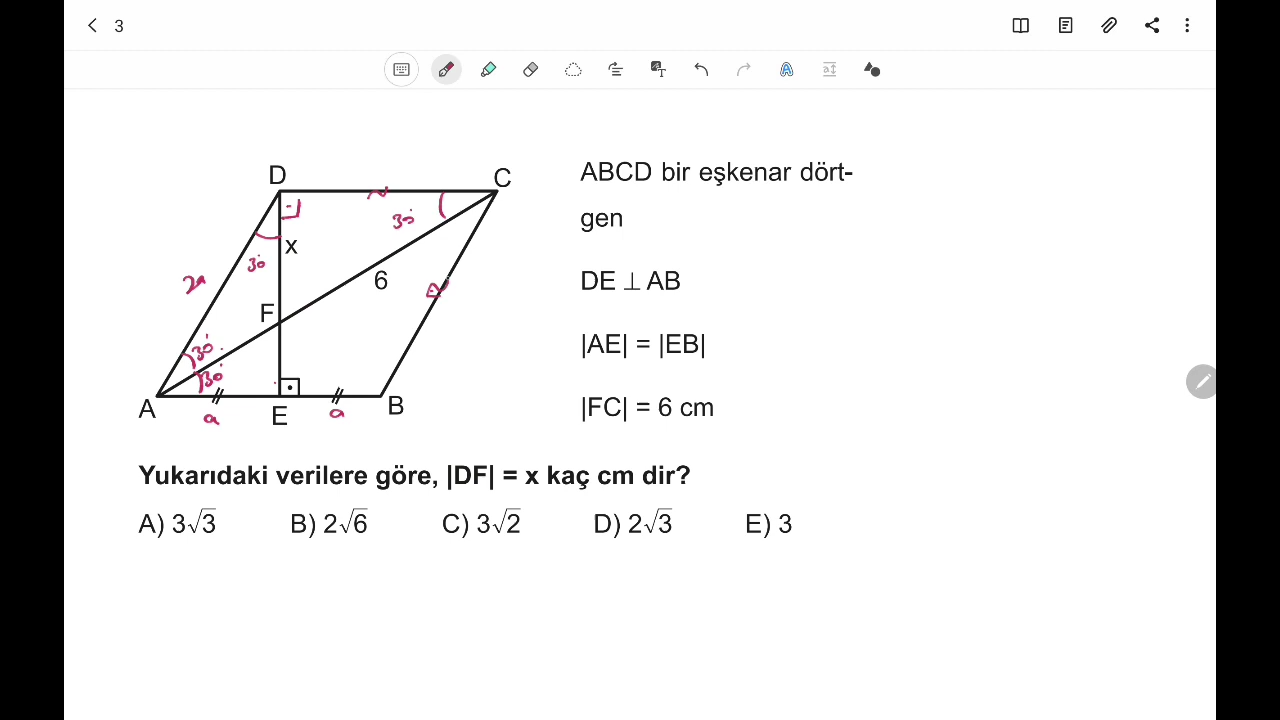 3
D
C
30°
x
30°
2a
6
F
30°
30°
A
E
B
a
a
ABCD bir eşkenar dört-
gen
DE ⊥ AB
|AE| = |EB|
|FC| = 6 cm
Yukarıdaki verilere göre, |DF| = x kaç cm dir?
A) 3√3 B) 2√6 C) 3√2 D) 2√3 E) 3